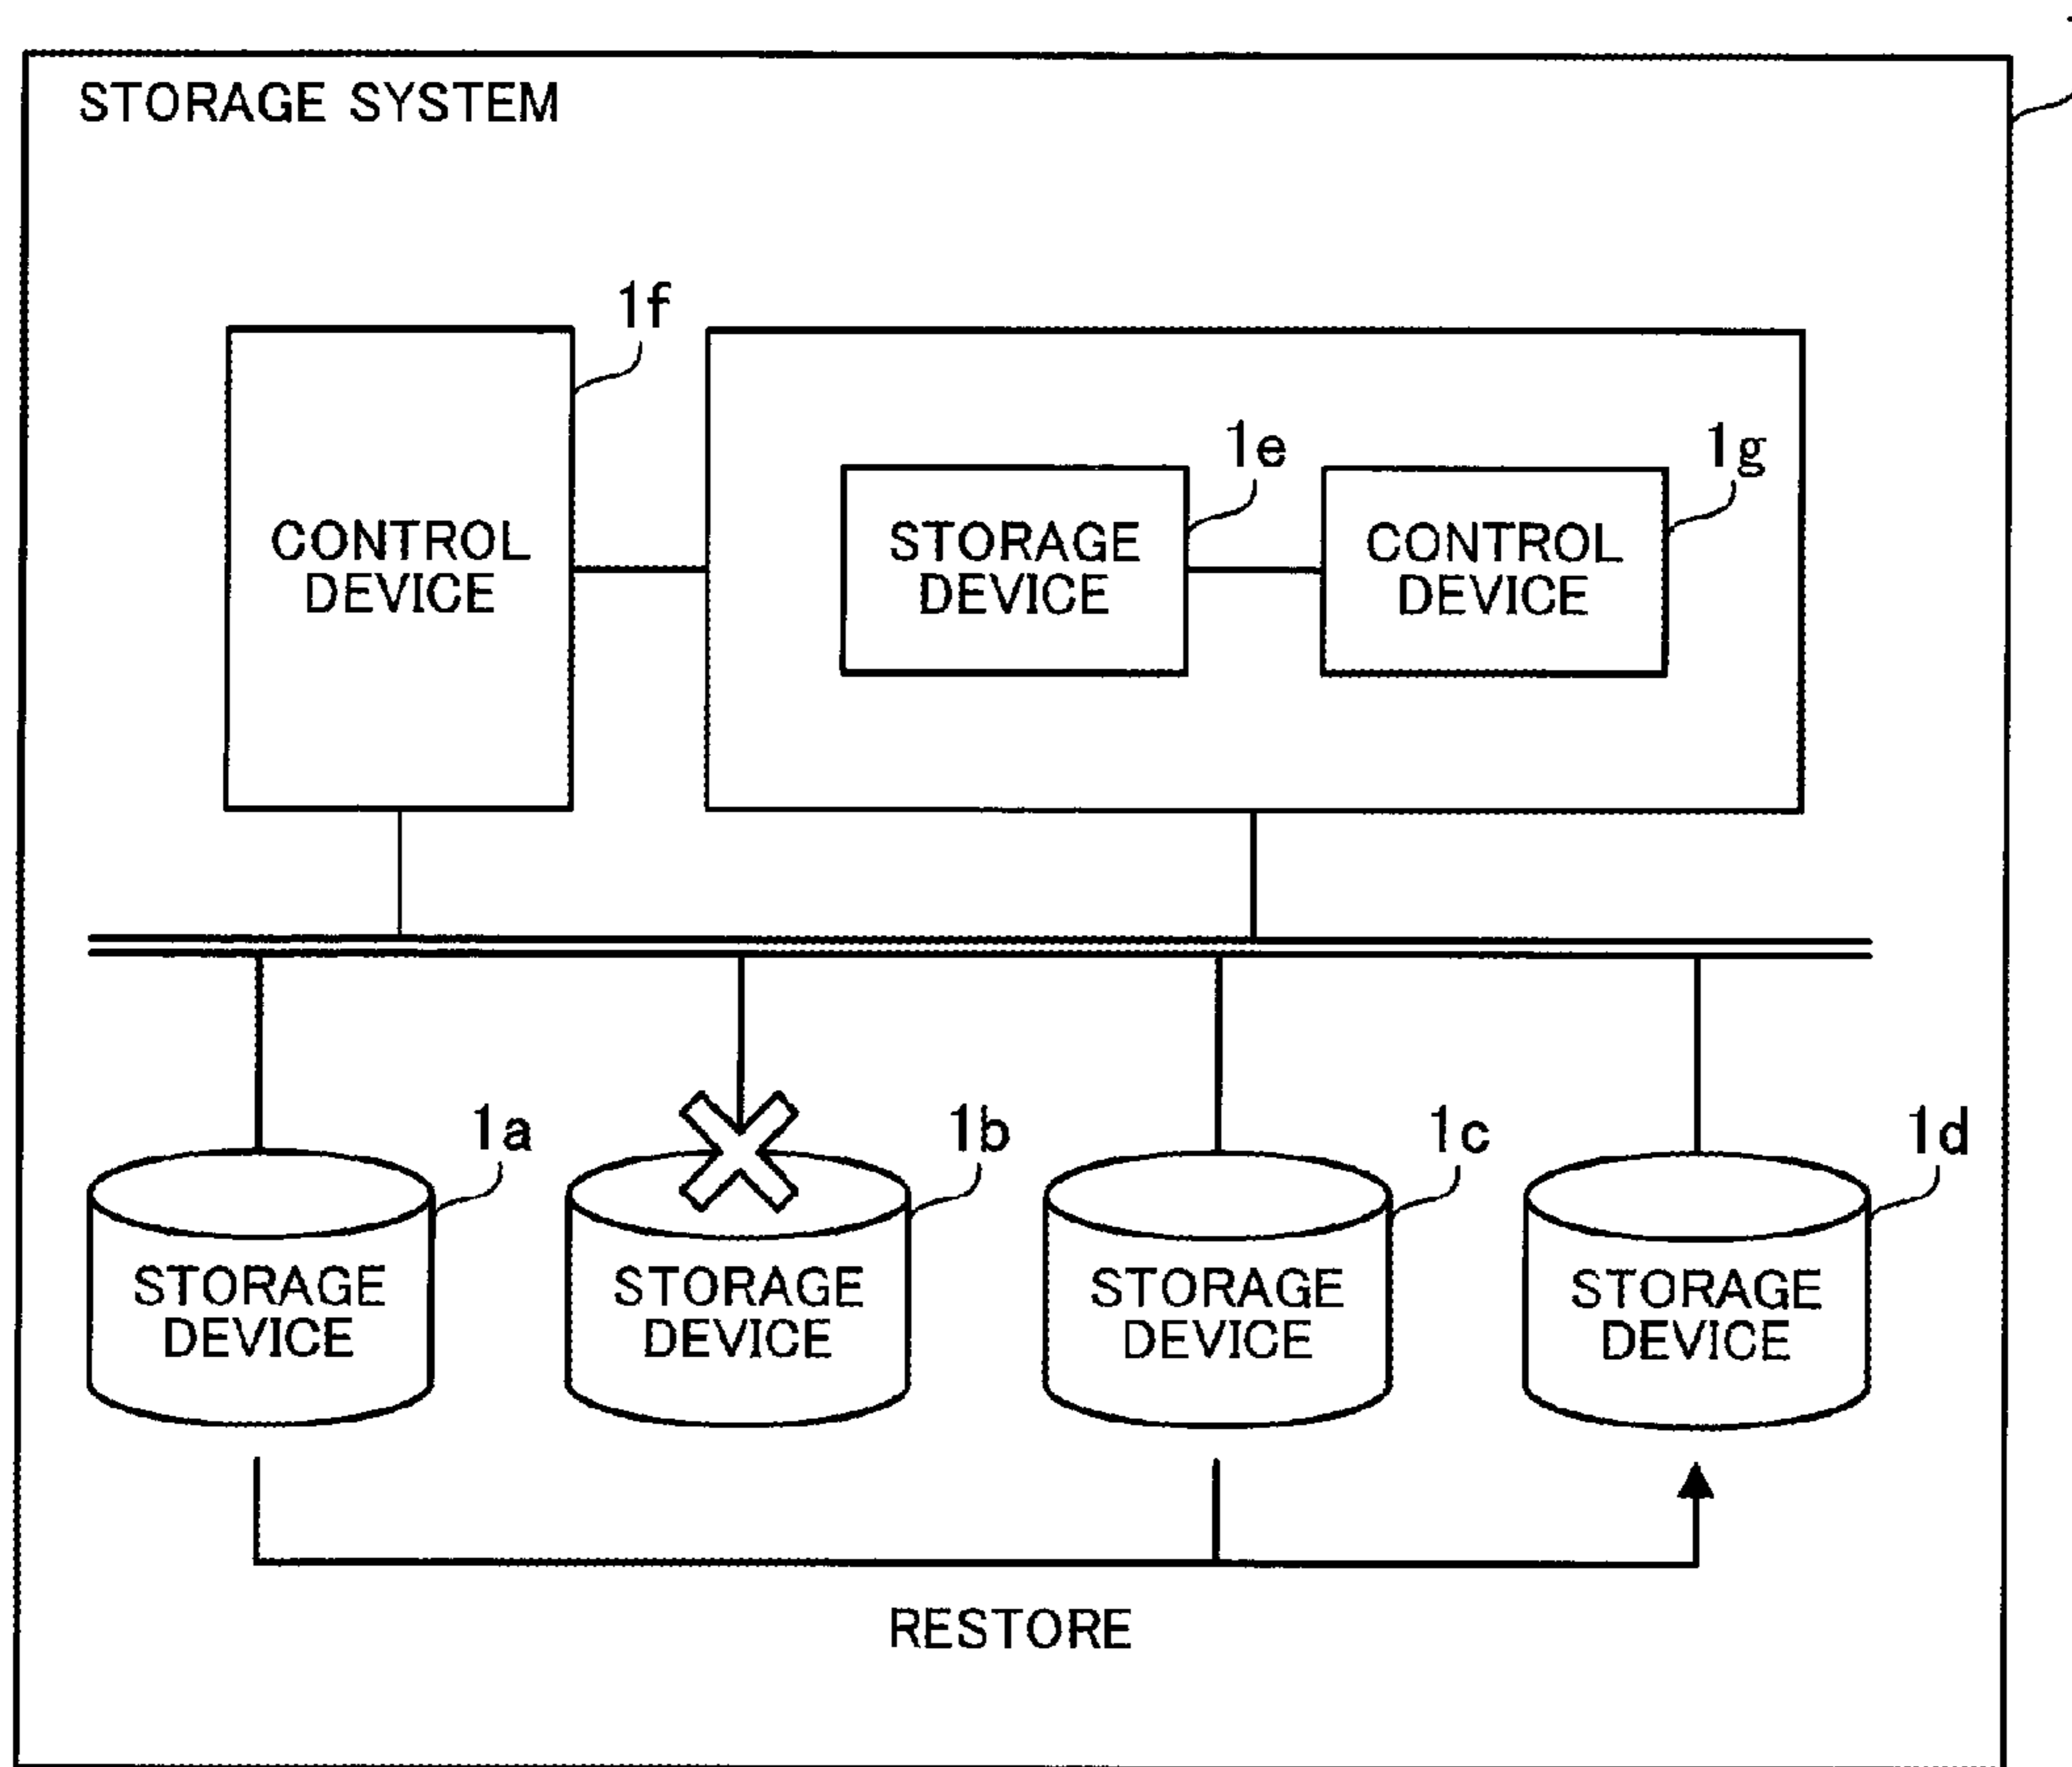 STORAGE SYSTEM
1f
1e
1g
CONTROL
DEVICE
STORAGE
DEVICE
CONTROL
DEVICE
1a
1b
1c
1d
STORAGE
DEVICE
STORAGE
DEVICE
STORAGE
DEVICE
STORAGE
DEVICE
RESTORE